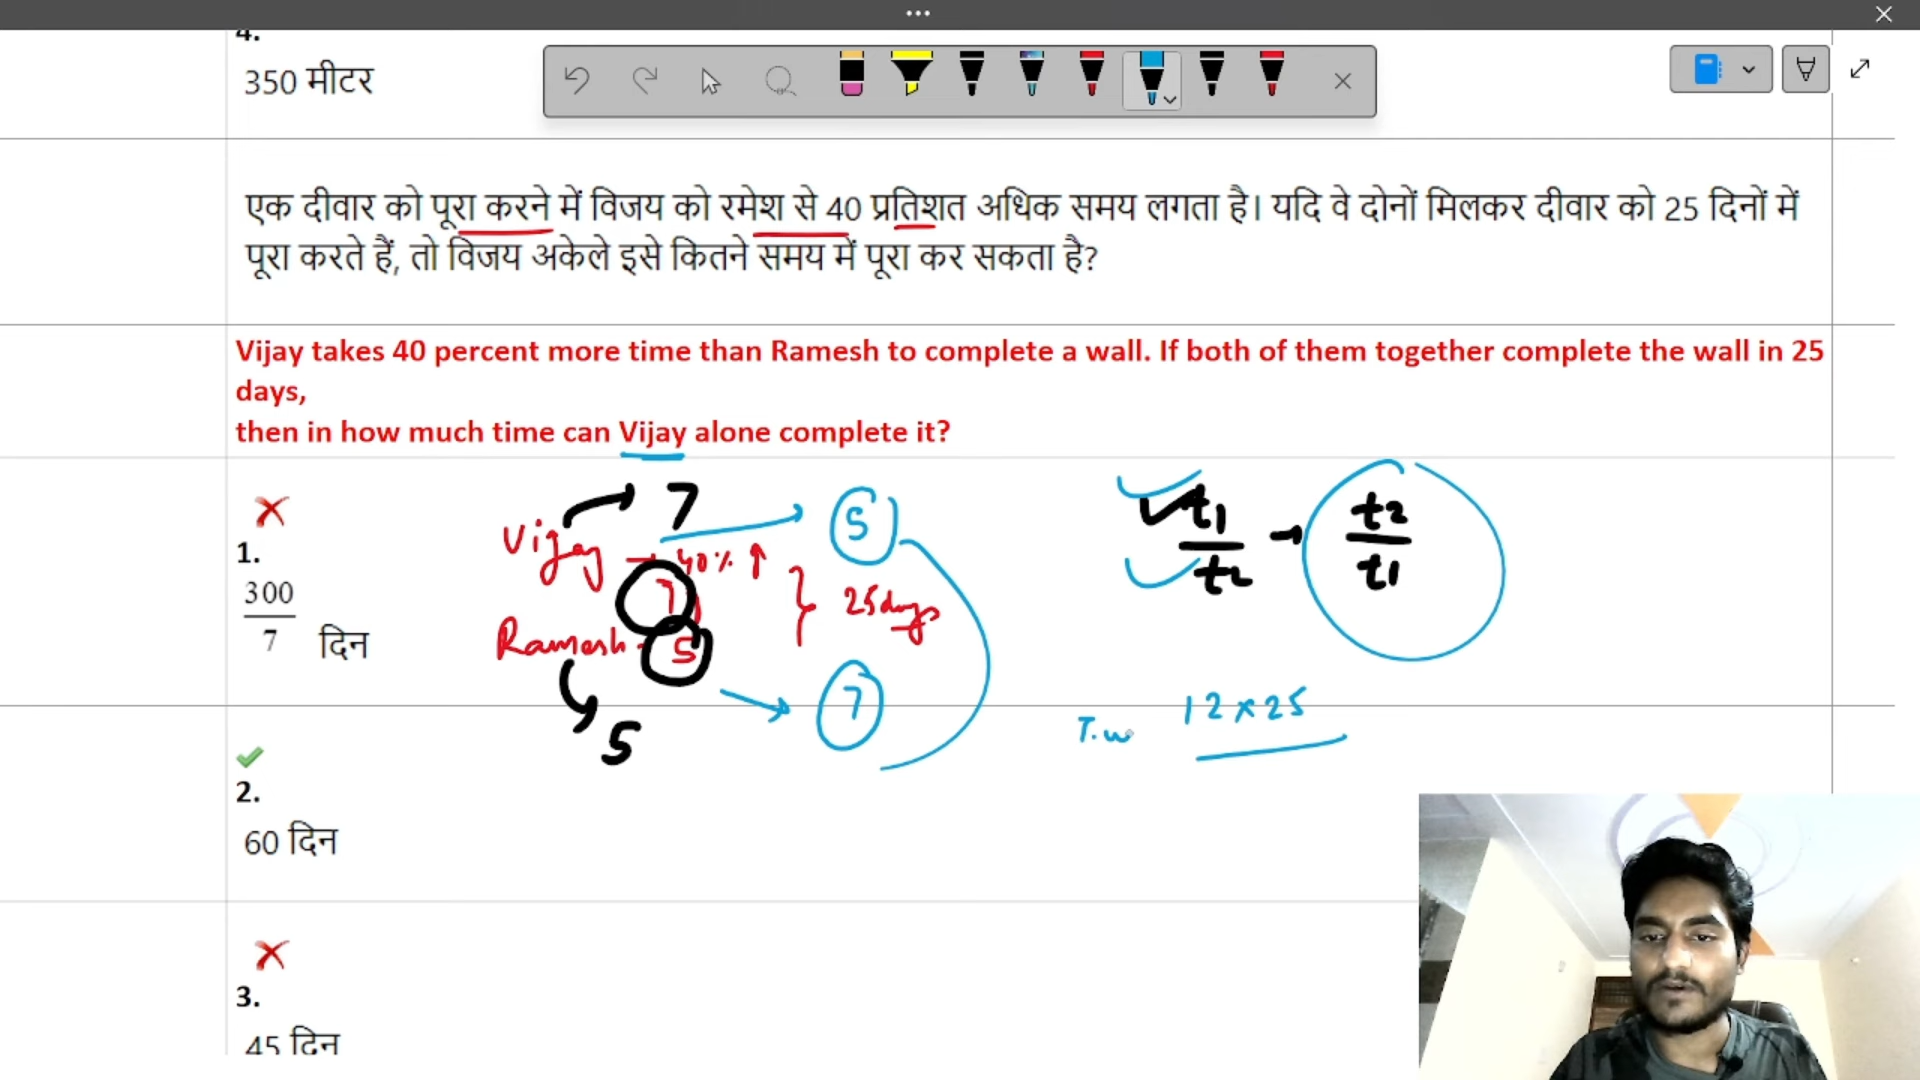 4.
350 मीटर
एक दीवार को पूरा करने में विजय को रमेश से 40 प्रतिशत अधिक समय लगता है। यदि वे दोनों मिलकर दीवार को 25 दिनों में
पूरा करते हैं, तो विजय अकेले इसे कितने समय में पूरा कर सकता है?
Vijay takes 40 percent more time than Ramesh to complete a wall. If both of them together complete the wall in 25
days,
then in how much time can Vijay alone complete it?
1.
300
7 दिन
Vijay 7
40% ↑
7
Ramesh - 5
5
25 days
5
7
t1
t2
t2
t1
T.w 12 x 25
2.
60 दिन
3.
45 दिन